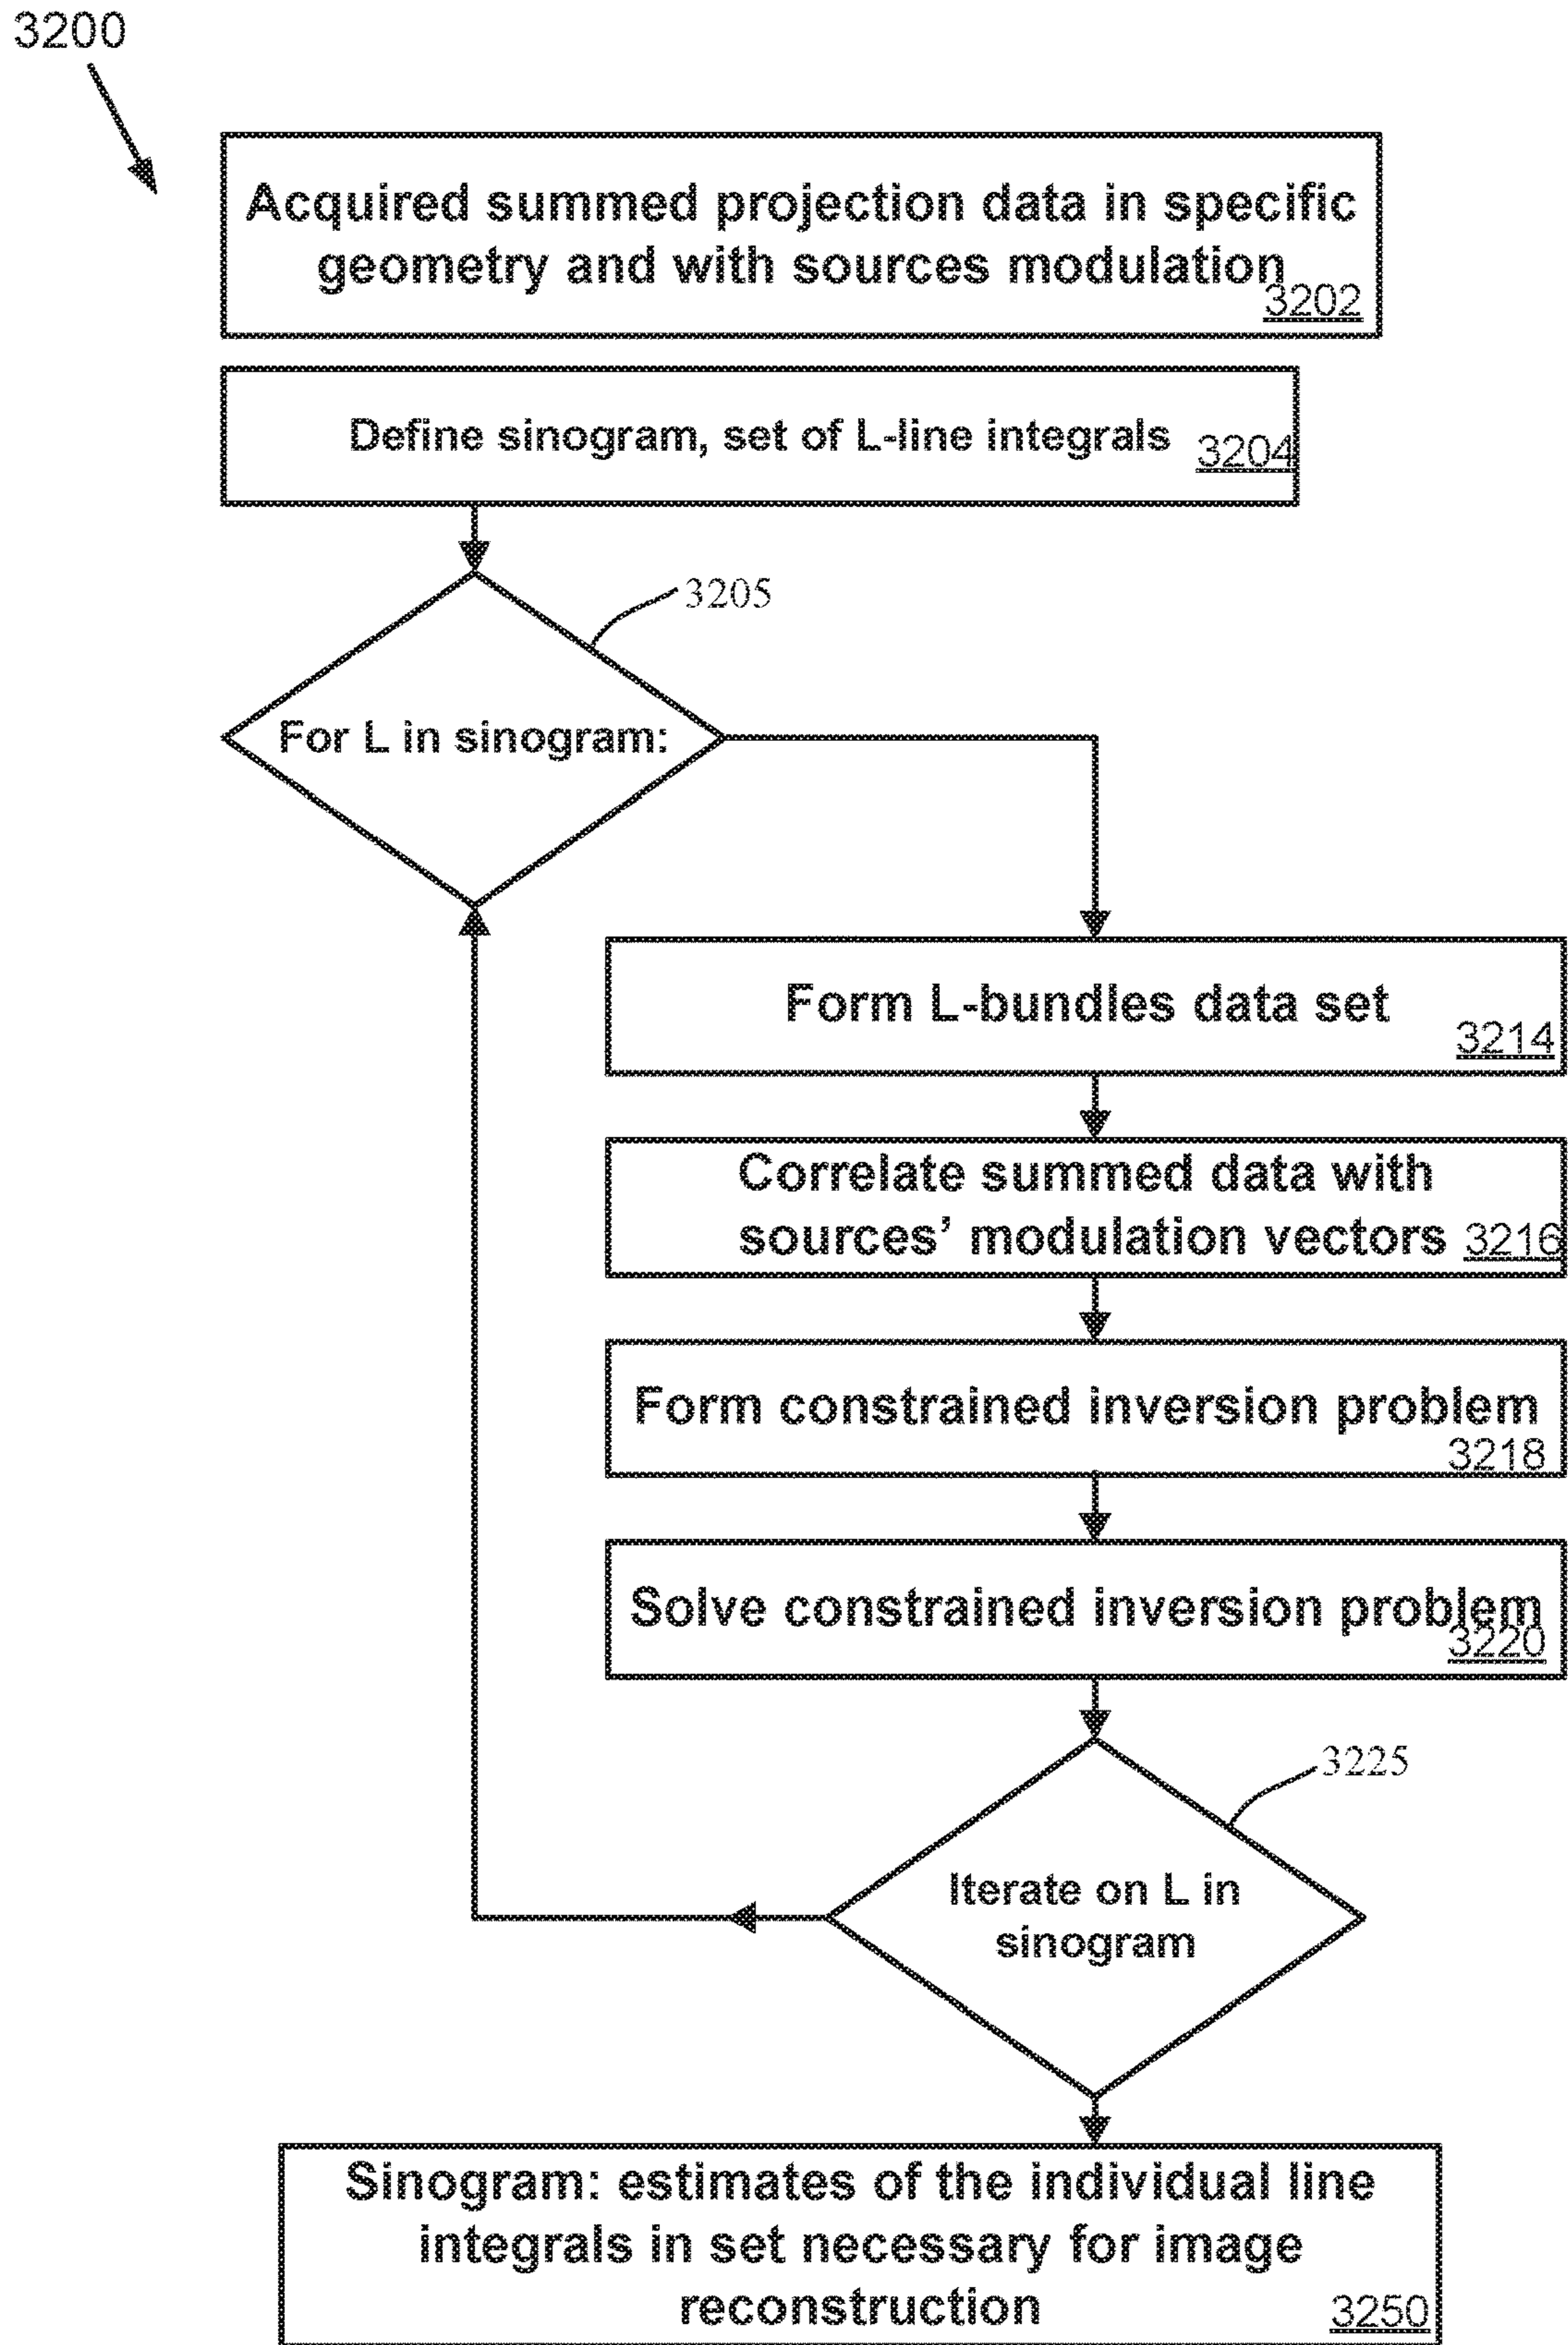 3200
Acquired summed projection data in specific
geometry and with sources modulation
3202
Define sinogram, set of L-line integrals 3204
3205
For L in sinogram:
Form L-bundles data set
3214
Correlate summed data with
sources’ modulation vectors 3216
Form constrained inversion problem
3218
Solve constrained inversion problem
3220
3225
Iterate on L in
sinogram
Sinogram: estimates of the individual line
integrals in set necessary for image
reconstruction 3250